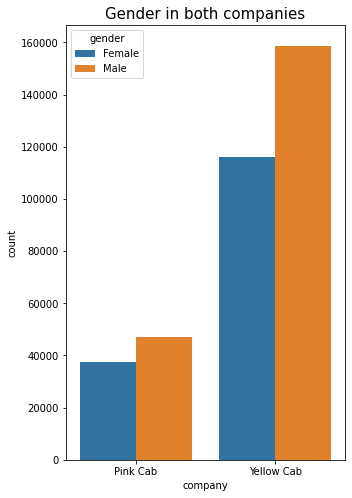 Gender in both companies
gender
Female
Male
160000
140000
120000
100000
80000
60000
40000
20000
0
count
Pink Cab
Yellow Cab
company